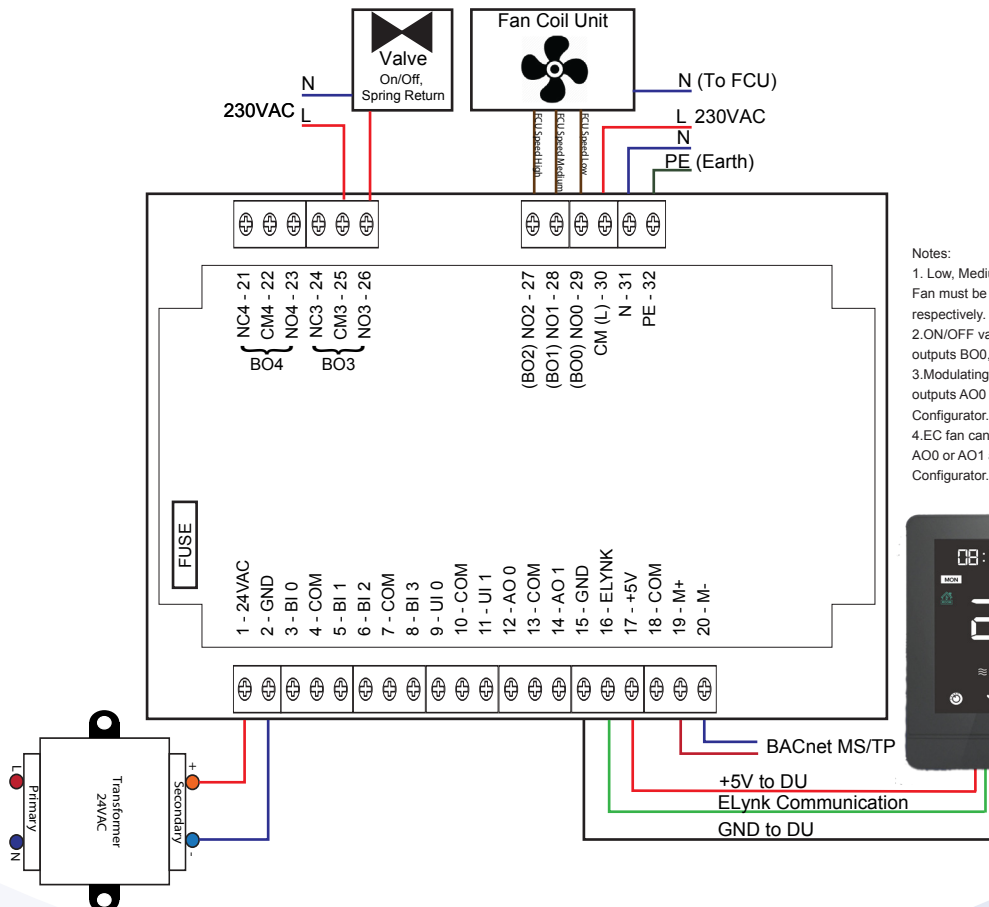 Valve
On/Off,
Spring Return
N
230VAC L
Fan Coil Unit
N (To FCU)
L 230VAC
N
PE (Earth)
FCU Speed High
FCU Speed Medium
FCU Speed Low
NC4 - 21
CM4 - 22
NO4 - 23
NC3 - 24
CM3 - 25
NO3 - 26
BO4
BO3
(BO2) NO2 - 27
(BO1) NO1 - 28
(BO0) NO0 - 29
CM (L) - 30
N - 31
PE - 32
Notes:
1. Low, Mediu
Fan must be
respectively.
2.ON/OFF va
outputs BO0,
3.Modulating
outputs AO0
Configurator.
4.EC fan can
AO0 or AO1
Configurator.
FUSE
1 - 24VAC
2 - GND
3 - BI 0
4 - COM
5 - BI 1
6 - BI 2
7 - COM
8 - BI 3
9 - UI 0
10 - COM
11 - UI 1
12 - AO 0
13 - COM
14 - AO 1
15 - GND
16 - ELYNK
17 - +5V
18 - COM
19 - M+
20 - M-
08:
MON
BACnet MS/TP
+5V to DU
ELynk Communication
GND to DU
L
N
Primary
Transformer
24VAC
Secondary
+
-